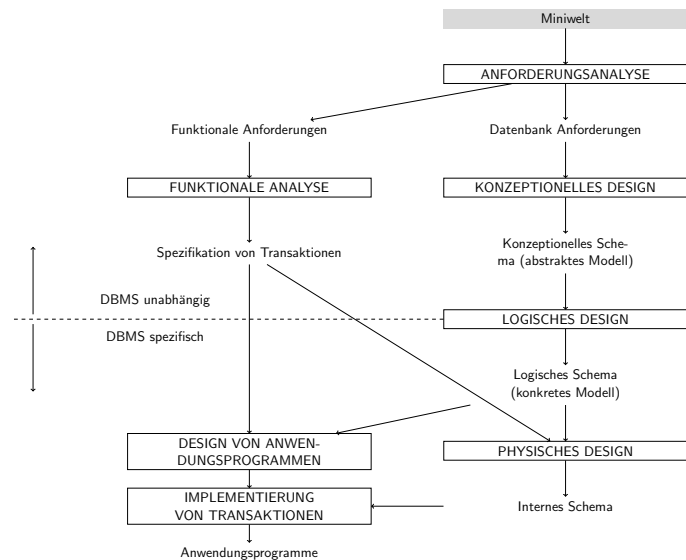 Miniwelt
ANFORDERUNGSANALYSE
Funktionale Anforderungen
Datenbank Anforderungen
FUNKTIONALE ANALYSE
KONZEPTIONELLES DESIGN
Spezifikation von Transaktionen
Konzeptionelles Sche-
ma (abstraktes Modell)
DBMS unabhängig
LOGISCHES DESIGN
DBMS spezifisch
Logisches Schema
(konkretes Modell)
DESIGN VON ANWEN-
DUNGSPROGRAMMEN
PHYSISCHES DESIGN
IMPLEMENTIERUNG
VON TRANSAKTIONEN
Internes Schema
Anwendungsprogramme